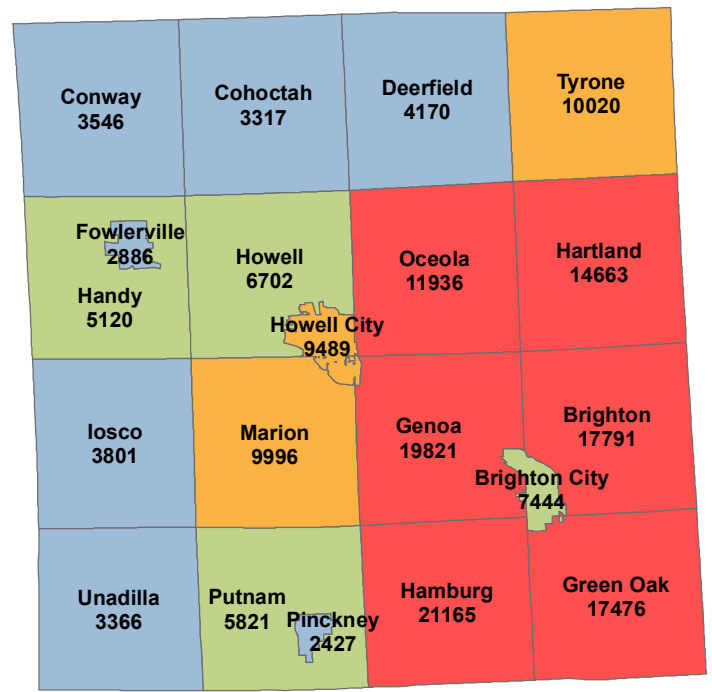 Conway
3546
Cohoctah
3317
Deerfield
4170
Tyrone
10020
Fowlerville
2886
Handy
5120
Howell
6702
Oceola
11936
Hartland
14663
Howell City
9489
Iosco
3801
Marion
9996
Genoa
19821
Brighton
17791
Brighton City
7444
Unadilla
3366
Putnam
5821
Pinckney
2427
Hamburg
21165
Green Oak
17476